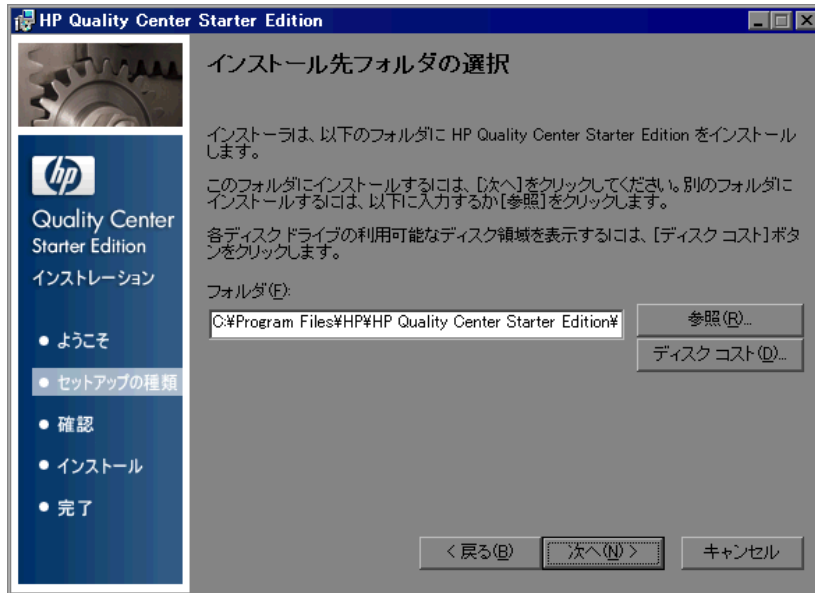 HP Quality Center Starter Edition
インストール先フォルダの選択
インストーラは、以下のフォルダに HP Quality Center Starter Edition をインストール
します。
このフォルダにインストールするには、[次へ]をクリックしてください。別のフォルダに
インストールするには、以下に入力するか[参照]をクリックします。
各ディスクドライブの利用可能なディスク領域を表示するには、[ディスク コスト]ボタ
ンをクリックします。
フォルダ(F):
C:¥Program Files¥HP¥HP Quality Center Starter Edition¥
参照(R)...
ディスク コスト(D)...
hp
Quality Center
Starter Edition
インストレーション
● ようこそ
● セットアップの種類
● 確認
● インストール
● 完了
< 戻る(B)
次へ(N) >
キャンセル